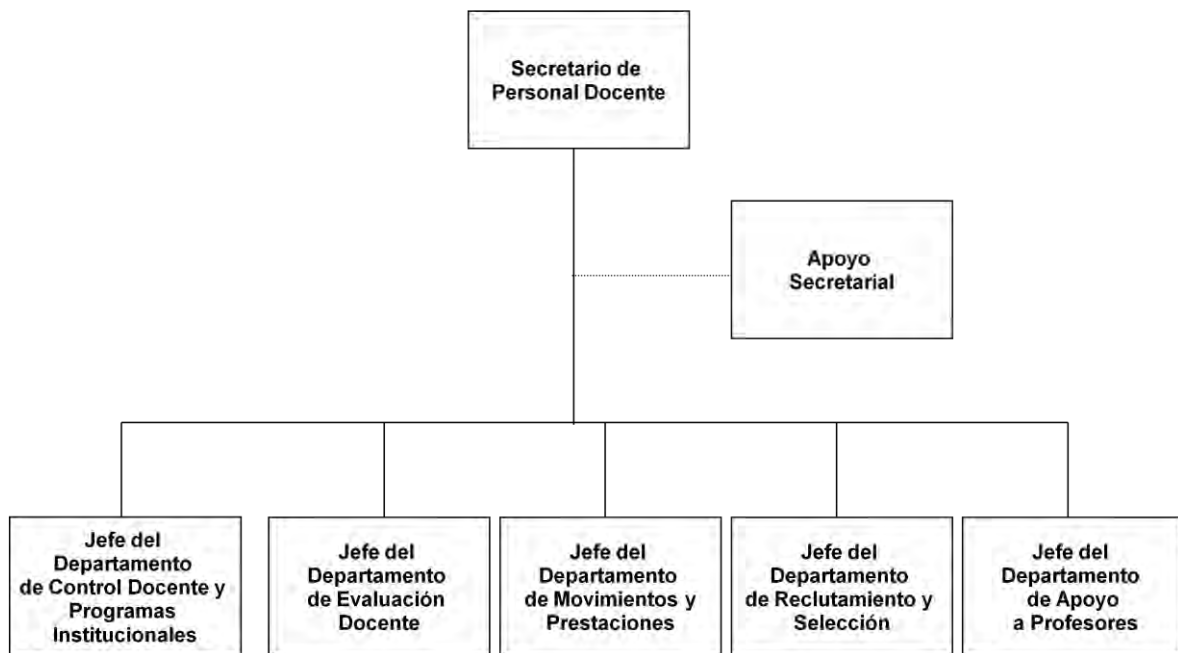 Secretario de
Personal Docente
Apoyo
Secretarial
Jefe del
Departamento
de Control Docente y
Programas
Institucionales
Jefe del
Departamento
de Evaluación
Docente
Jefe del
Departamento
de Movimientos y
Prestaciones
Jefe del
Departamento
de Reclutamiento y
Selección
Jefe del
Departamento
de Apoyo
a Profesores